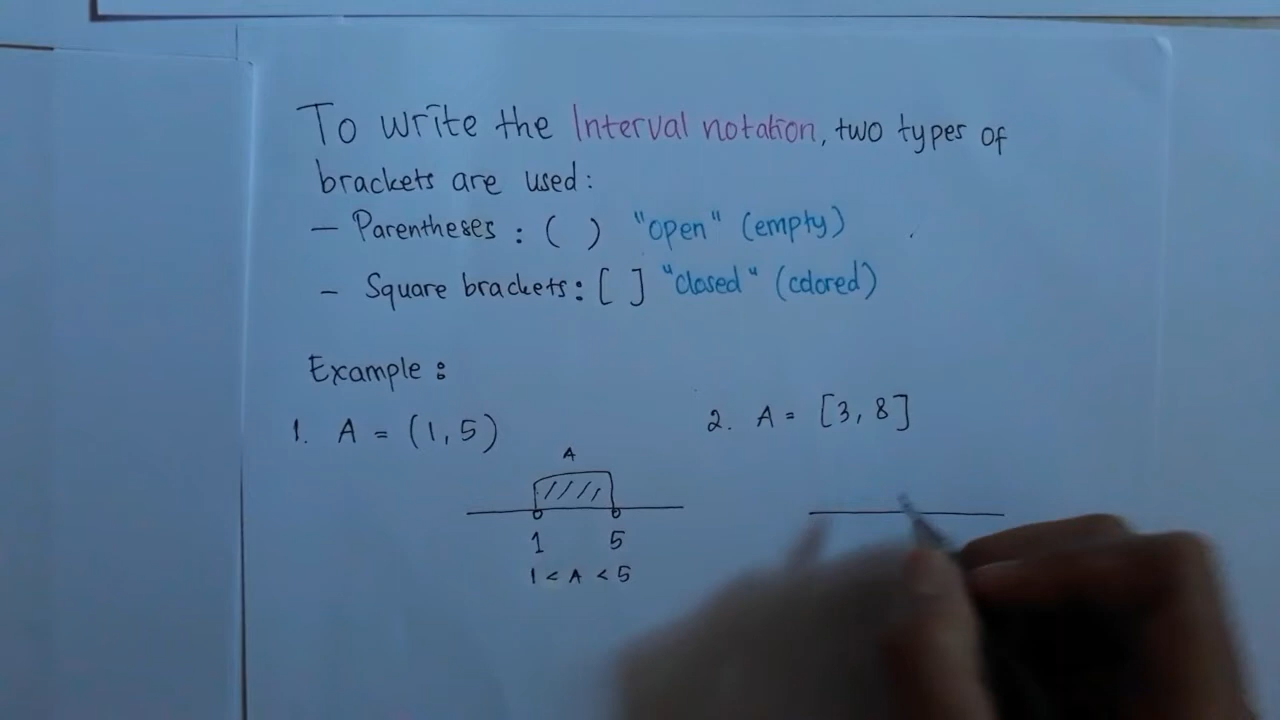 To write the Interval notation, two types of
brackets are used:
- Parentheses : ( ) "open" (empty)
- Square brackets: [ ] "closed" (colored)
Example :
1. A = (1, 5)
A
1 5
1 < A < 5
2. A = [3, 8]